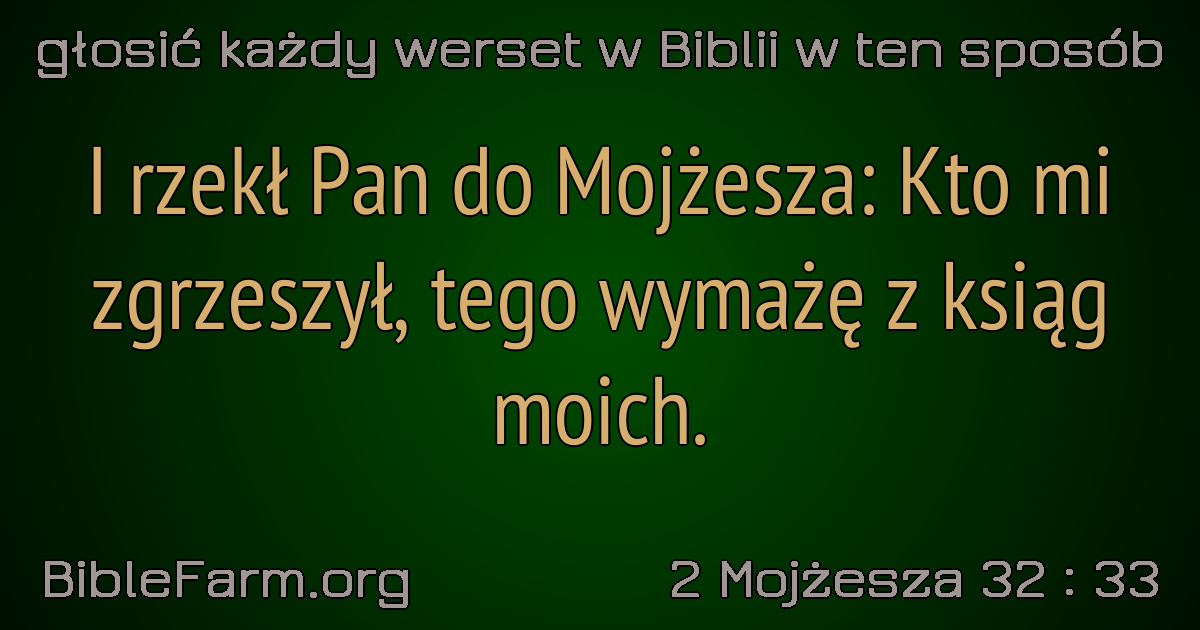 głosić każdy werset w Biblii w ten sposób
I rzekł Pan do Mojżesza: Kto mi
zgrzeszył, tego wymażę z ksiąg
moich.
BibleFarm.org
2 Mojżesza 32 : 33